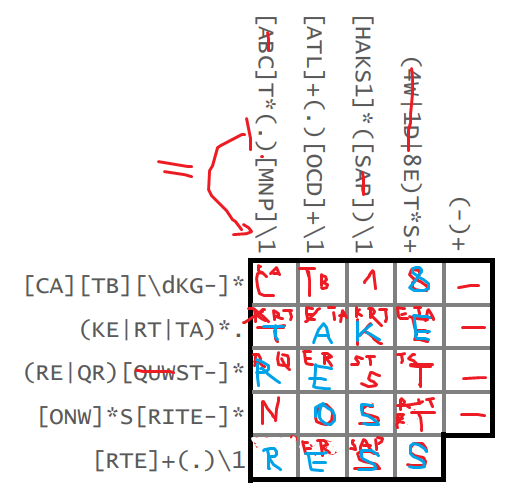 [ABC]T*(.)[MNP]\1
[ATL]+(.)[OCD]+\1
[HAKS1]*([SAP])\1
(4W|1D|8E)T*S+
(-)+
=
[CA][TB][\dKG-]* C TB 1 8 -
(KE|RT|TA)*. T A K E -
(RE|QR)[QUWST-]* R E S T -
[ONW]*S[RITE-]* N O S T -
[RTE]+(.)\1 R E S S